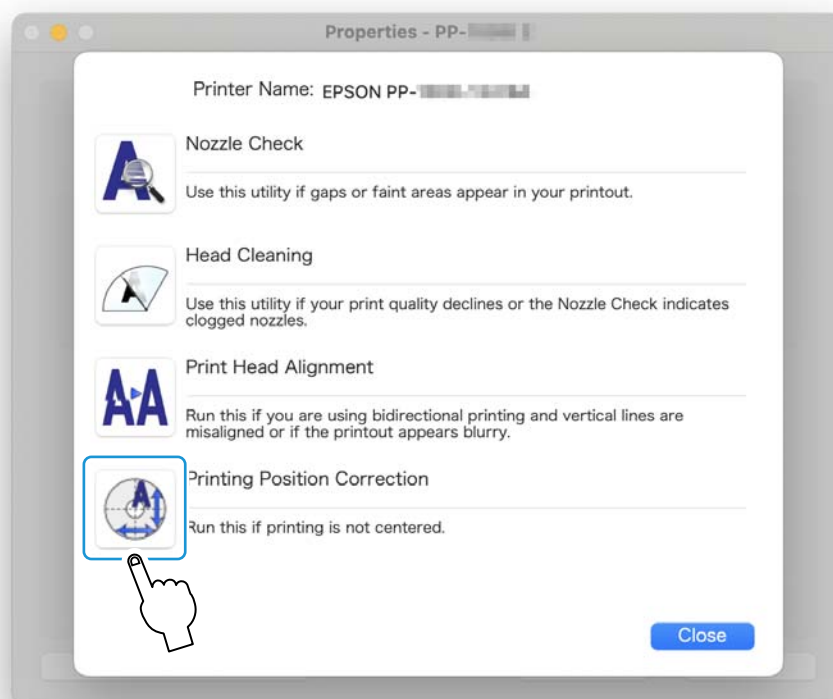 Properties - PP-
Printer Name: EPSON PP-
Nozzle Check
Use this utility if gaps or faint areas appear in your printout.
Head Cleaning
Use this utility if your print quality declines or the Nozzle Check indicates
clogged nozzles.
Print Head Alignment
Run this if you are using bidirectional printing and vertical lines are
misaligned or if the printout appears blurry.
Printing Position Correction
Run this if printing is not centered.
Close